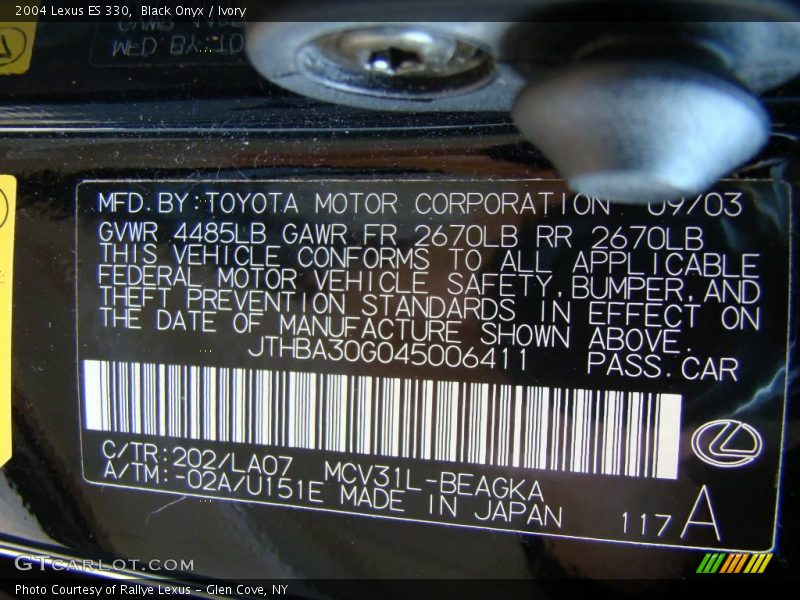 2004 Lexus ES 330, Black Onyx / Ivory
MFD. BY: TO
MFD. BY: TOYOTA MOTOR CORPORATION 09/03
GVWR 4485LB GAWR FR 2670LB RR 2670LB
THIS VEHICLE CONFORMS TO ALL APPLICABLE
FEDERAL MOTOR VEHICLE SAFETY, BUMPER, AND
THEFT PREVENTION STANDARDS IN EFFECT ON
THE DATE OF MANUFACTURE SHOWN ABOVE.
JTHBA30G045006411 PASS. CAR
C/TR: 202/LA07 MCV31L-BEAGKA
A/TM: -02A/U151E MADE IN JAPAN
117 A
GTCARLOT.COM
Photo Courtesy of Rallye Lexus - Glen Cove, NY